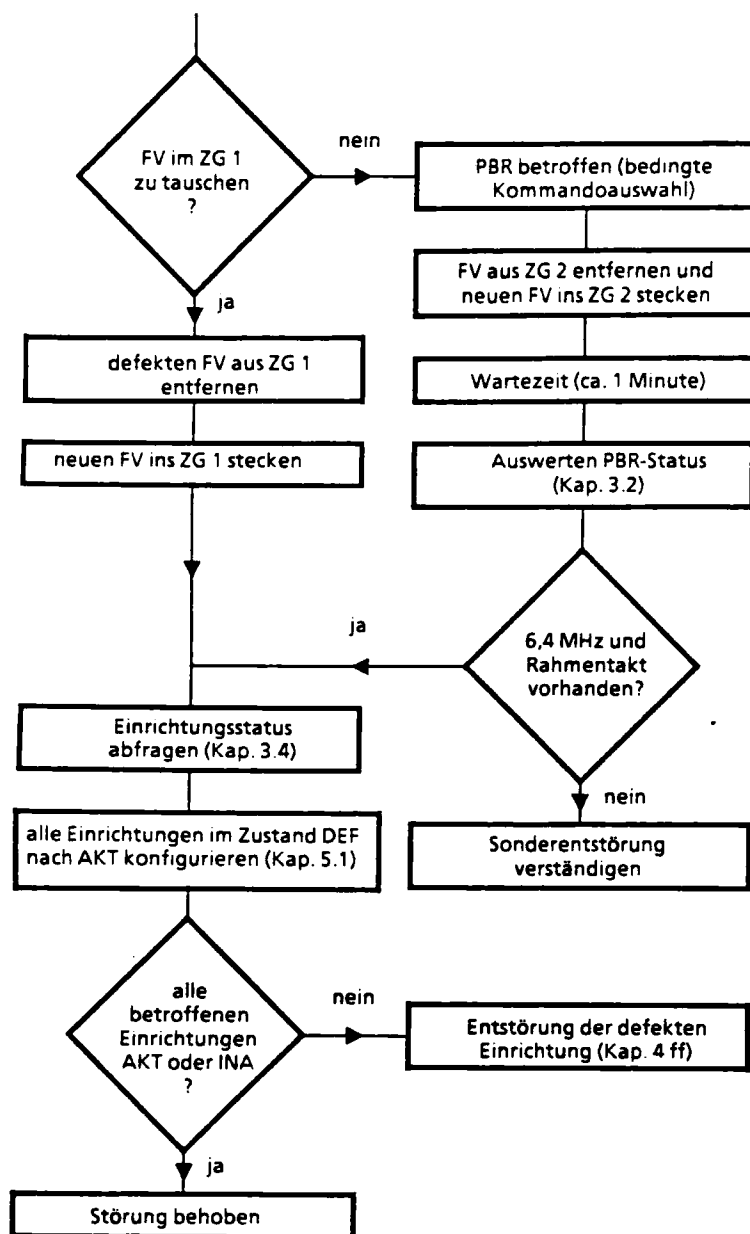 FV im ZG 1
zu tauschen
?
nein
ja
PBR betroffen (bedingte
Kommandoauswahl)
FV aus ZG 2 entfernen und
neuen FV ins ZG 2 stecken
defekten FV aus ZG 1
entfernen
Wartezeit (ca. 1 Minute)
neuen FV ins ZG 1 stecken
Auswerten PBR-Status
(Kap. 3.2)
ja
6,4 MHz und
Rahmentakt
vorhanden?
nein
Einrichtungsstatus
abfragen (Kap. 3.4)
alle Einrichtungen im Zustand DEF
nach AKT konfigurieren (Kap. 5.1)
Sonderentstörung
verständigen
alle
betroffenen
Einrichtungen
AKT oder INA
?
nein
Entstörung der defekten
Einrichtung (Kap. 4 ff)
ja
Störung behoben